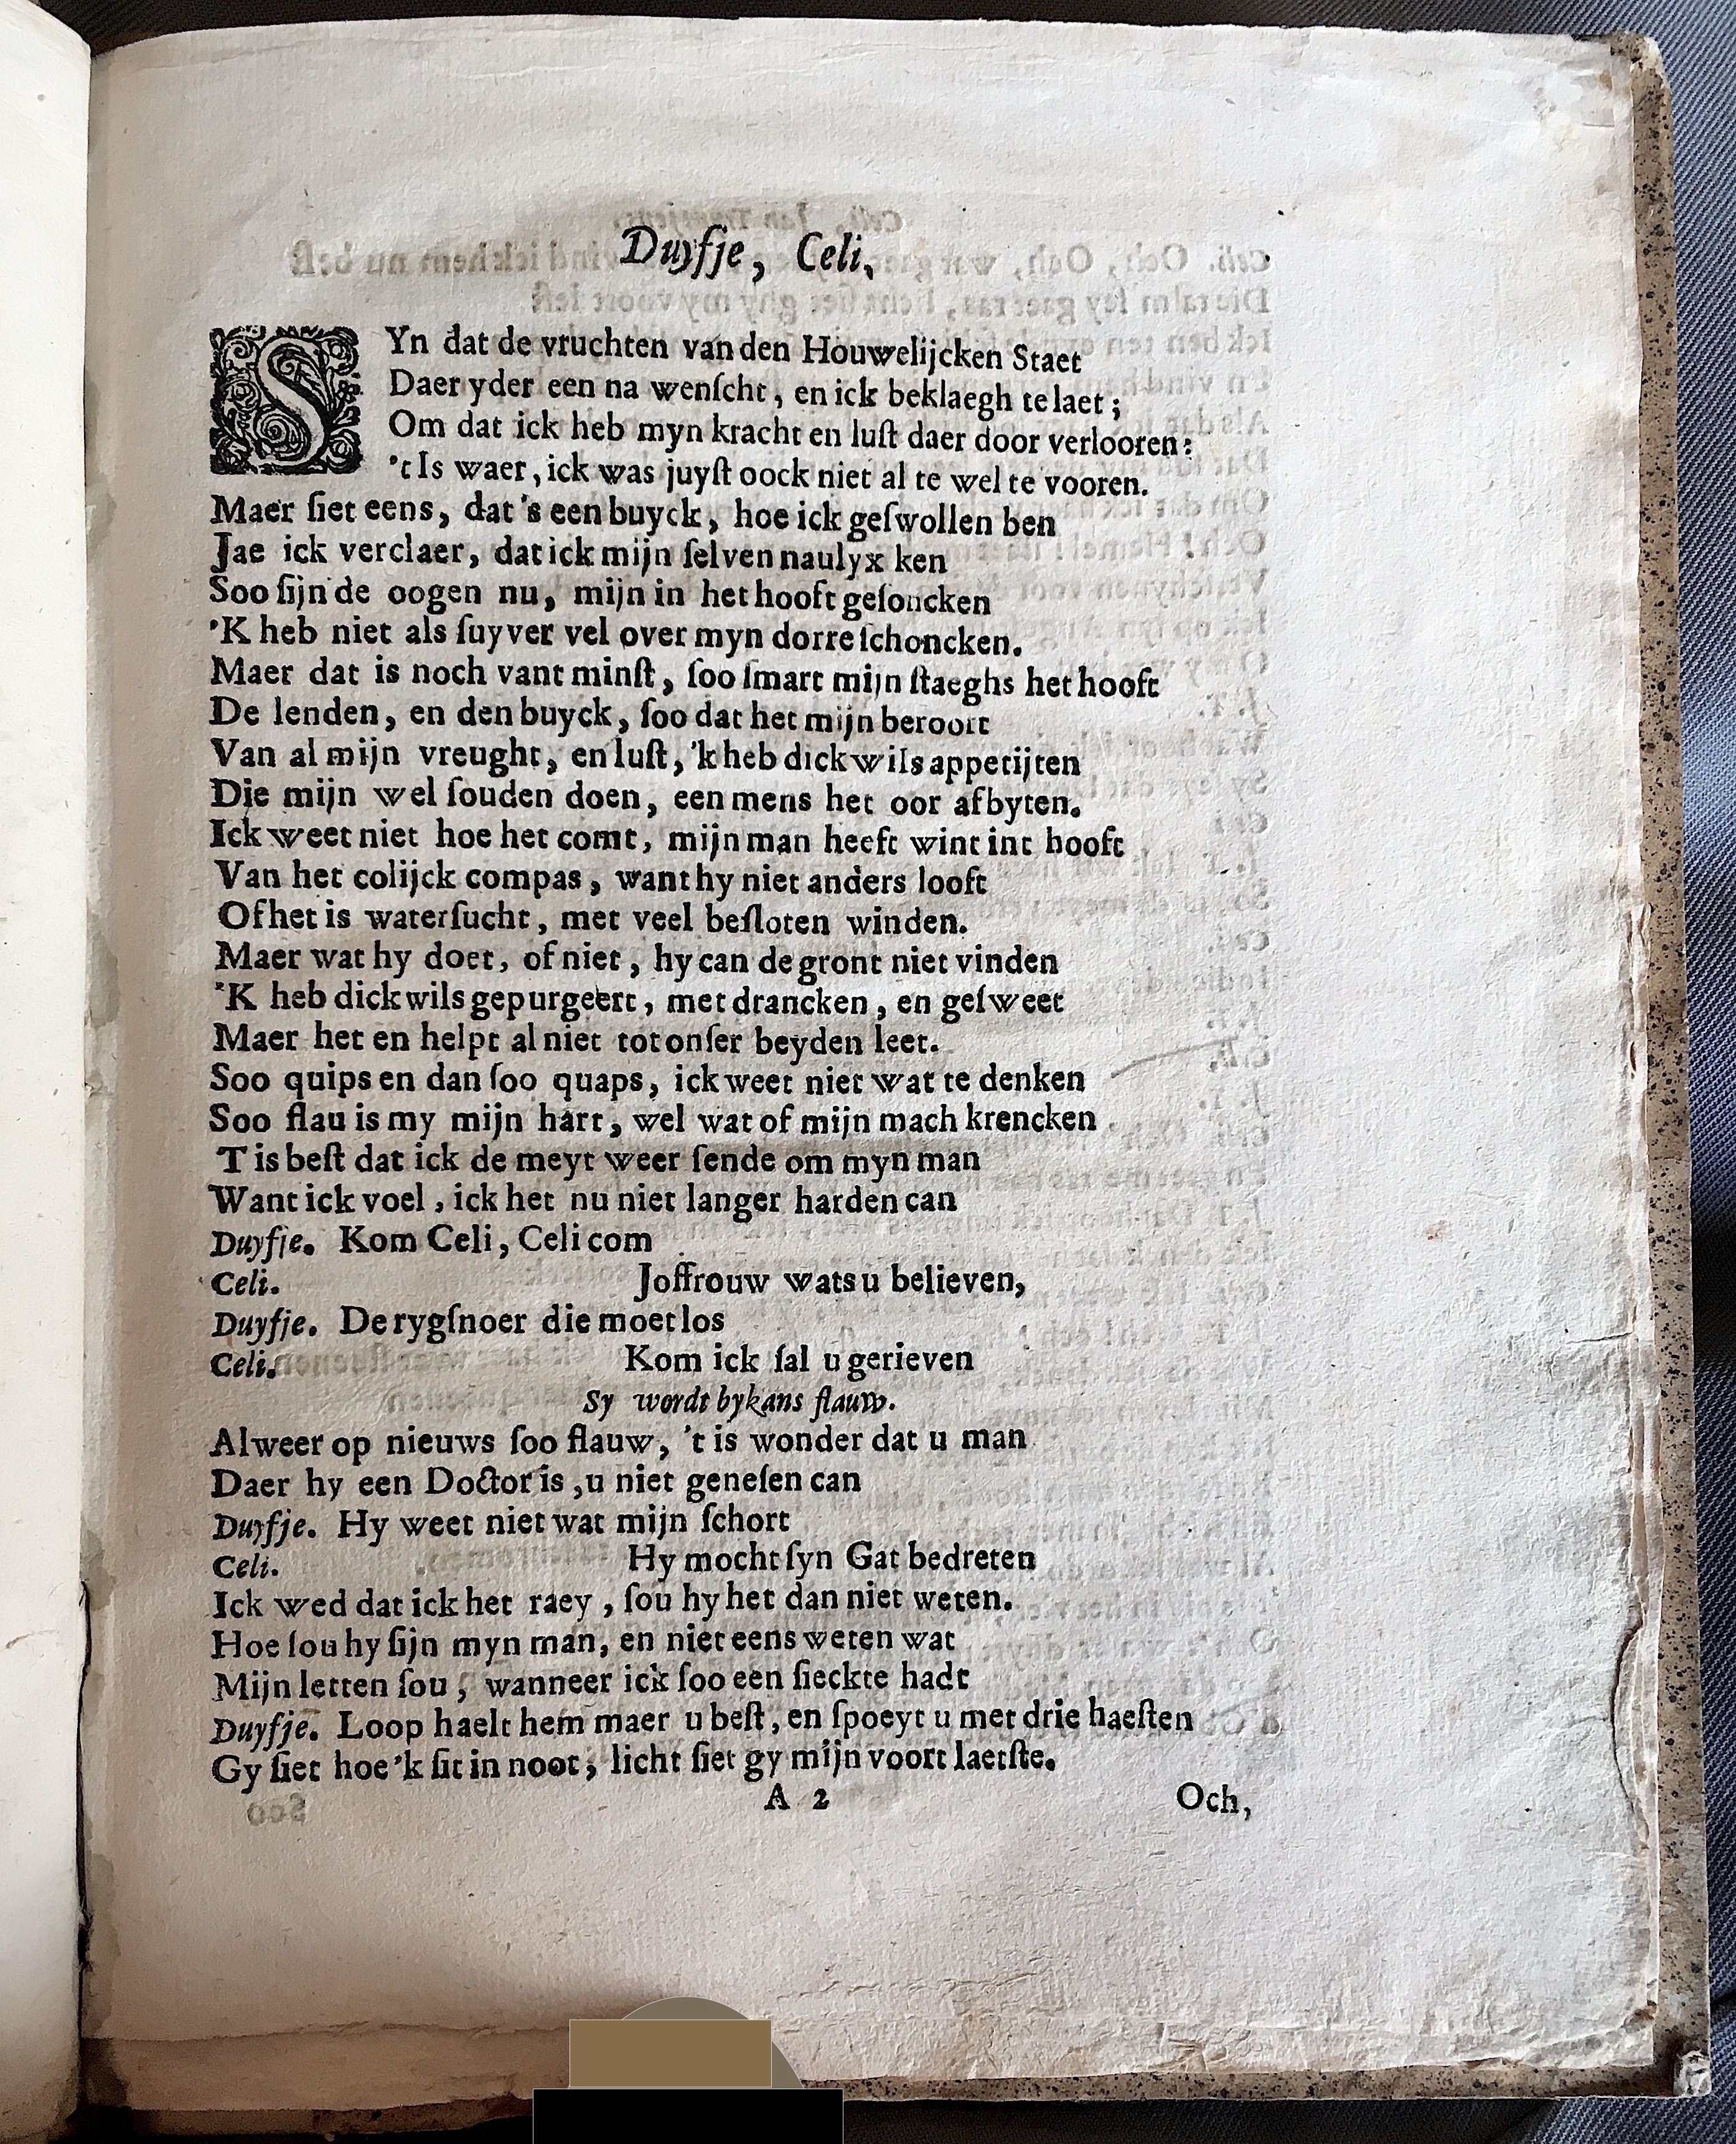 Duyfje, Celi,
SYn dat de vruchten van den Houwelijcken Staet
Daer yder een na wenſcht, en ick beklaegh te laet;
Om dat ick heb myn kracht en luſt daer door verlooren:
't Is waer, ick was juyſt oock niet al te wel te vooren.
Maer ſiet eens, dat 's een buyck, hoe ick geſwollen ben
Jae ick verclaer, dat ick mijn ſelven naulyx ken
Soo ſijn de oogen nu, mijn in het hooft geſoncken
'K heb niet als ſuyver vel over myn dorre ſchoncken.
Maer dat is noch vant minſt, ſoo ſmart mijn ſtaeghs het hooft
De lenden, en den buyck, ſoo dat het mijn berooft
Van al mijn vreught, en luſt, 'k heb dickwils appetijten
Die mijn wel ſouden doen, een mens het oor afbyten.
Ick weet niet hoe het comt, mijn man heeft wint int hooft
Van het colijck compas, want hy niet anders looft
Of het is waterſucht, met veel beſloten winden.
Maer wat hy doet, of niet, hy can de gront niet vinden
'K heb dickwils gepurgeert, met drancken, en geſweet
Maer het en helpt al niet tot onſer beyden leet.
Soo quips en dan ſoo quaps, ick weet niet wat te denken
Soo flau is my mijn hart, wel wat of mijn mach krencken
T is beſt dat ick de meyt weer ſende om myn man
Want ick voel, ick het nu niet langer harden can
Duyfje. Kom Celi, Celi com
Celi. Joffrouw wats u believen,
Duyfje. De rygſnoer die moet los
Celi. Kom ick ſal u gerieven
Sy wordt bykans flauw.
Alweer op nieuws ſoo flauw, 't is wonder dat u man
Daer hy een Doctor is, u niet geneſen can
Duyfje. Hy weet niet wat mijn ſchort
Celi. Hy mocht ſyn Gat bedreten
Ick wed dat ick het raey, ſou hy het dan niet weten.
Hoe ſou hy ſijn myn man, en niet eens weten wat
Mijn letten ſou, wanneer ick ſoo een ſieckte hadt
Duyfje. Loop haelt hem maer u beſt, en ſpoeyt u met drie haeſten
Gy ſiet hoe 'k ſit in noot; licht ſiet gy mijn voort laetſte.
A 2 Och,